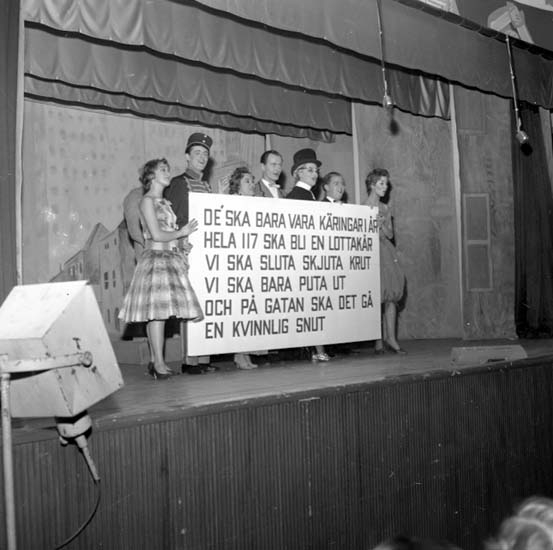 DE'SKA BARA VARA KÄRINGAR I ÅR
HELA 117 SKA BLI EN LOTTAKÅR
VI SKA SLUTA SKJUTA KRUT
VI SKA BARA PUTA UT
OCH PÅ GATAN SKA DET GÅ
EN KVINNLIG SNUT